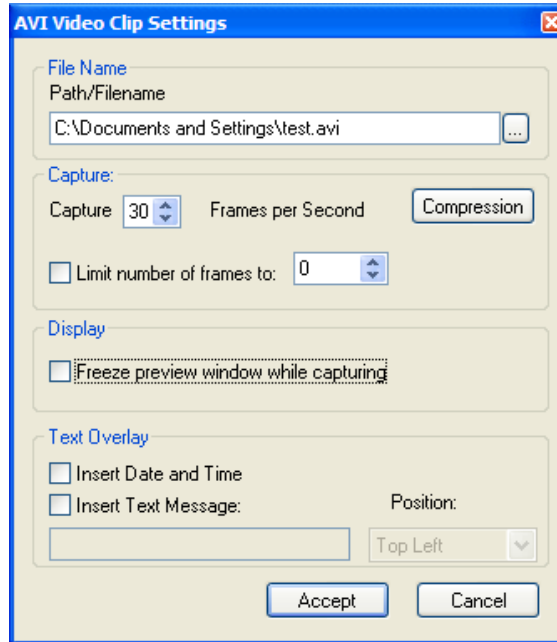 AVI Video Clip Settings
File Name
Path/Filename
C:\Documents and Settings\test.avi
...
Capture:
Capture 30 Frames per Second Compression
Limit number of frames to: 0
Display
Freeze preview window while capturing
Text Overlay
Insert Date and Time
Insert Text Message: Position:
Top Left
Accept Cancel